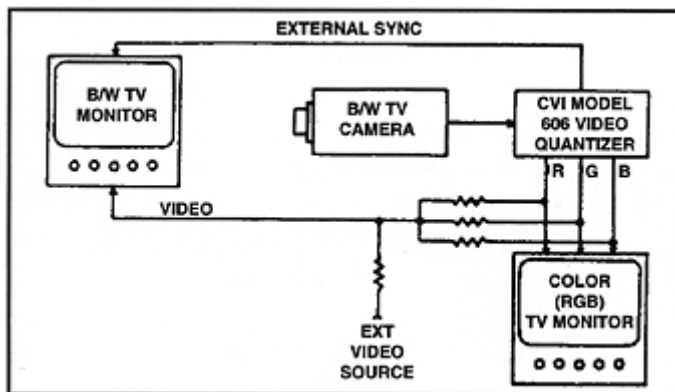 EXTERNAL SYNC
B/W TV
MONITOR
B/W TV
CAMERA
CVI MODEL
606 VIDEO
QUANTIZER
R G B
VIDEO
EXT
VIDEO
SOURCE
COLOR
(RGB)
TV MONITOR